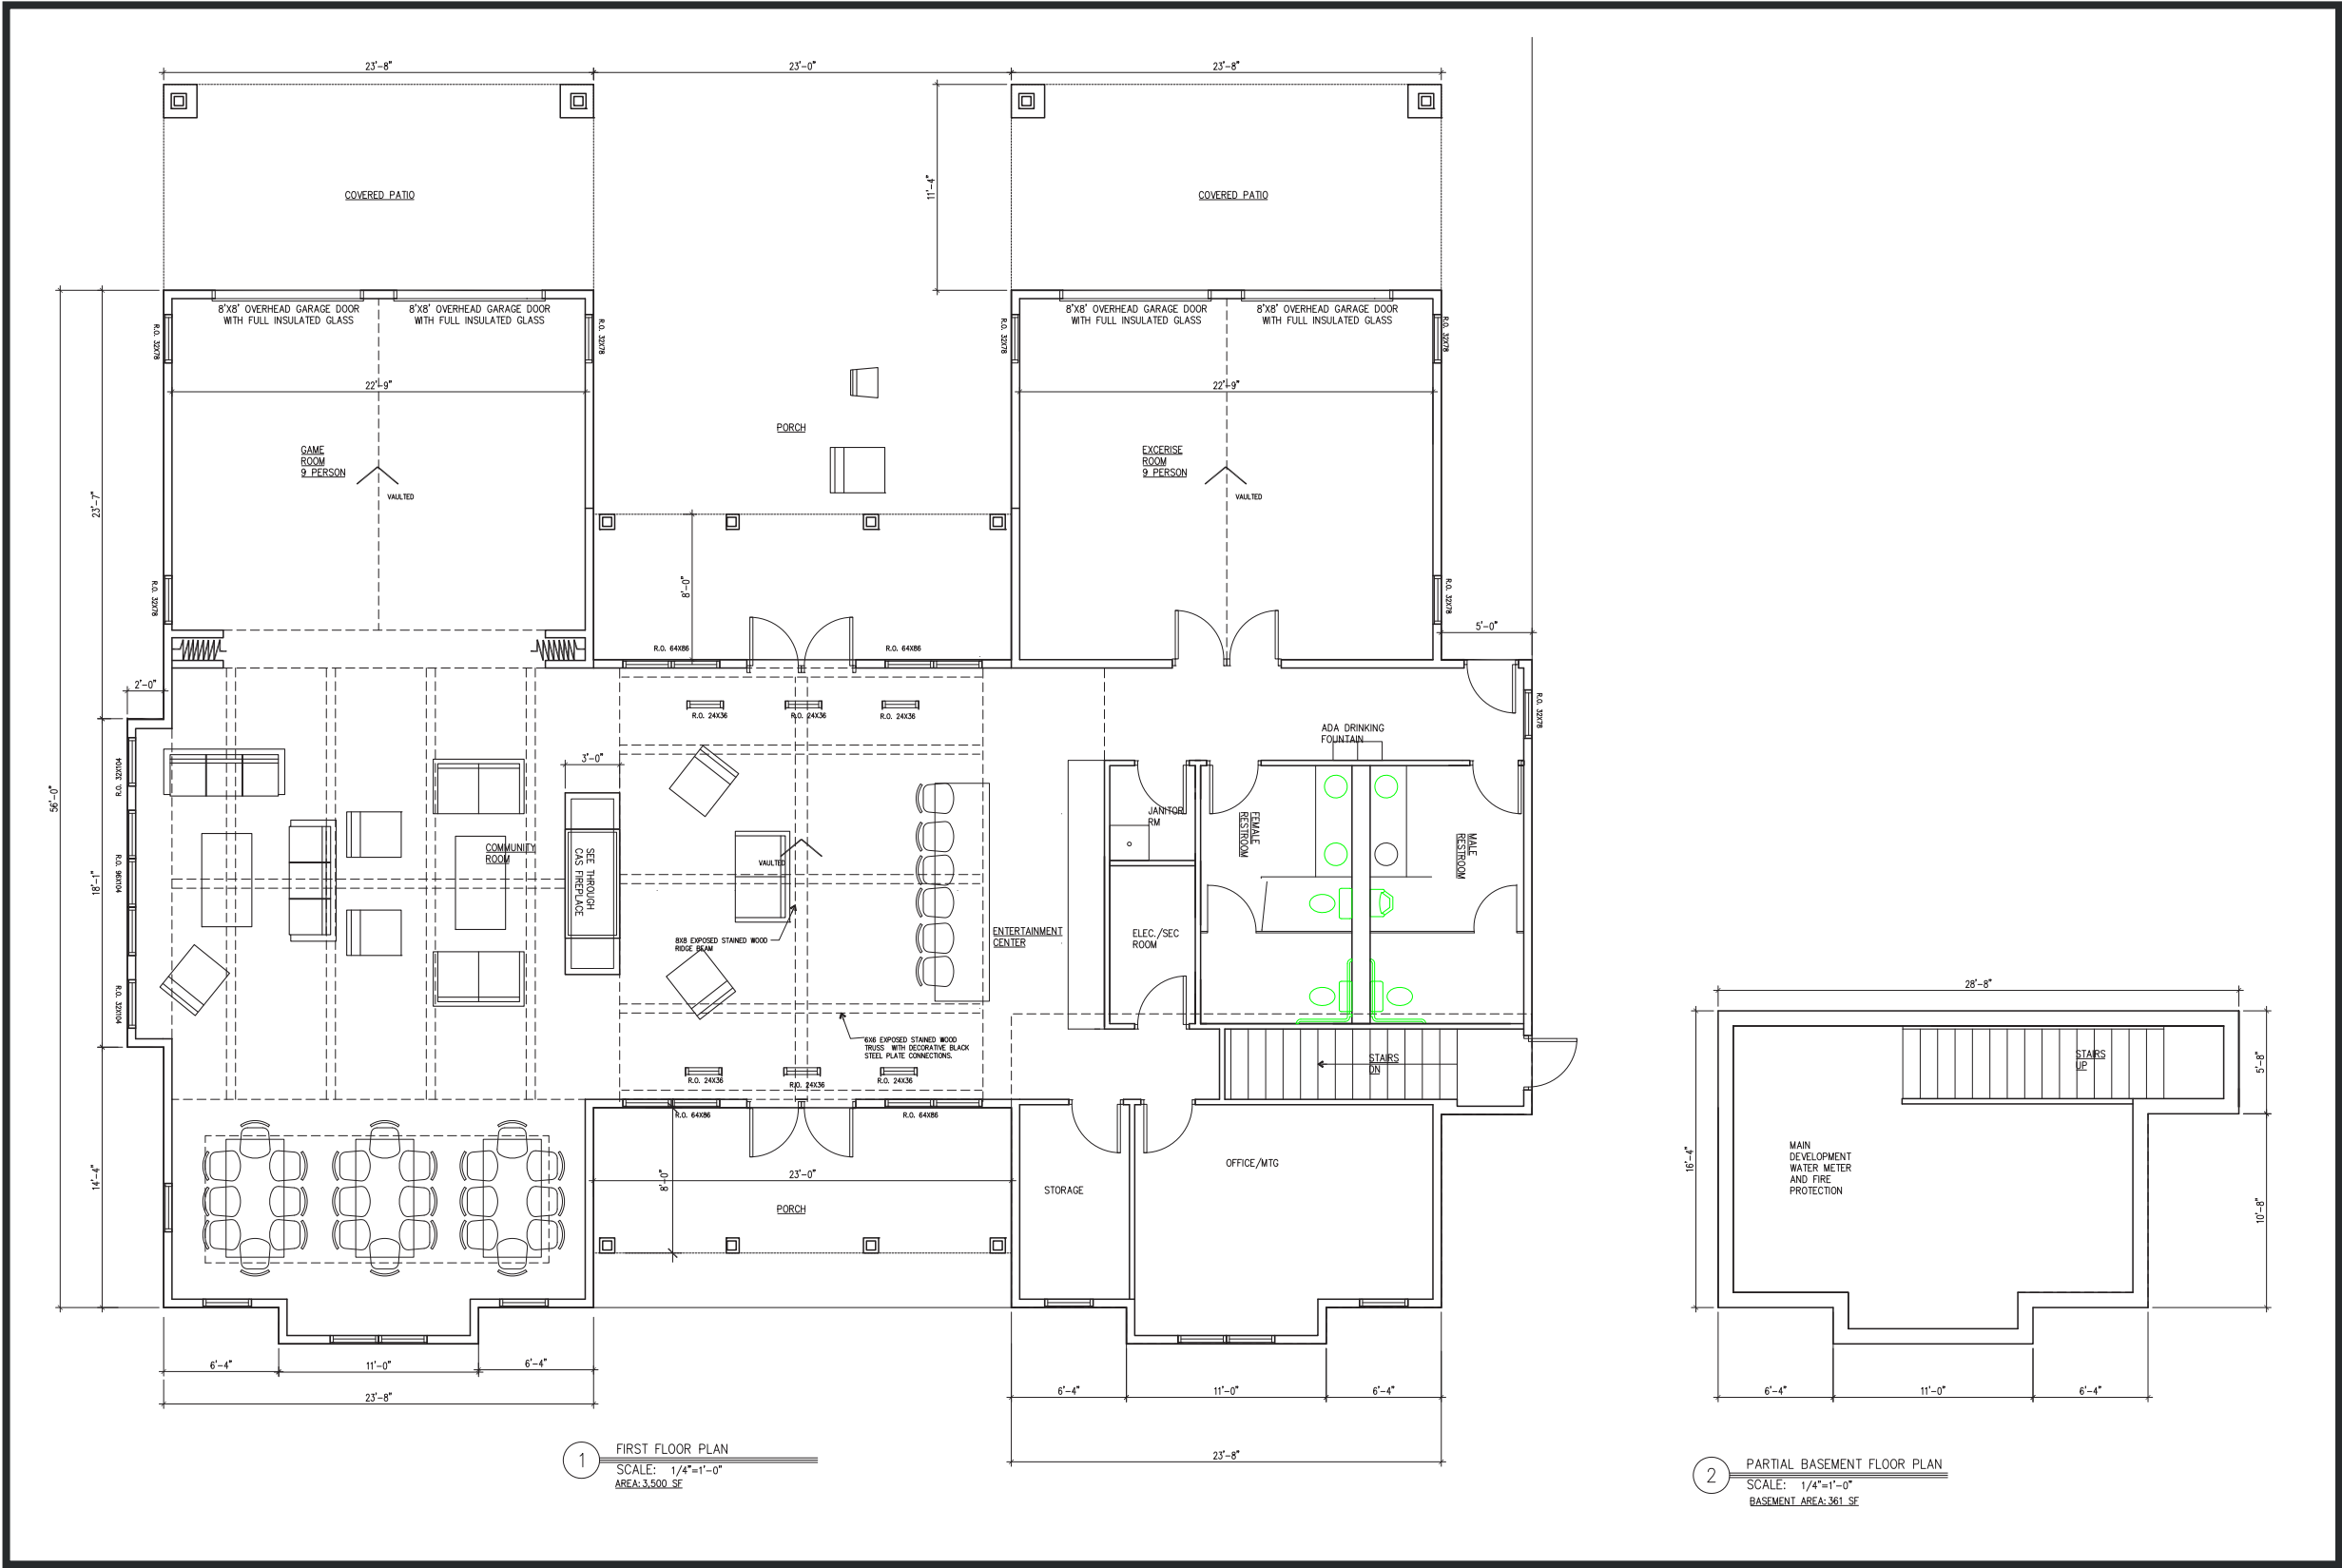 23'-8"
23'-0"
23'-8"
COVERED PATIO
11'-4"
COVERED PATIO
8'X8' OVERHEAD GARAGE DOOR
WITH FULL INSULATED GLASS
8'X8' OVERHEAD GARAGE DOOR
WITH FULL INSULATED GLASS
8'X8' OVERHEAD GARAGE DOOR
WITH FULL INSULATED GLASS
8'X8' OVERHEAD GARAGE DOOR
WITH FULL INSULATED GLASS
R.O. 32X78
R.O. 32X78
R.O. 32X78
R.O. 32X78
22'-9"
22'-9"
PORCH
GAME
ROOM
9 PERSON
VAULTED
EXCERISE
ROOM
9 PERSON
VAULTED
23'-7"
8'-0"
R.O. 32X78
R.O. 32X78
5'-0"
R.O. 64X86
R.O. 64X86
2'-0"
R.O. 24X36
R.O. 24X36
R.O. 24X36
R.O. 32X78
ADA DRINKING
FOUNTAIN
3'-0"
56'-0"
R.O. 32X104
JANITOR
RM
FEMALE
RESTROOM
MALE
RESTROOM
COMMUNITY
ROOM
SEE THROUGH
CAS FIREPLACE
VAULTED
18'-1"
R.O. 96X104
8X8 EXPOSED STAINED WOOD
RIDGE BEAM
ENTERTAINMENT
CENTER
ELEC./SEC
ROOM
R.O. 32X104
6X6 EXPOSED STAINED WOOD
TRUSS WITH DECORATIVE BLACK
STEEL PLATE CONNECTIONS.
R.O. 24X36
R.O. 24X36
R.O. 24X36
STAIRS
DN
R.O. 64X86
R.O. 64X86
14'-4"
8'-0"
23'-0"
PORCH
STORAGE
OFFICE/MTG
6'-4"
11'-0"
6'-4"
23'-8"
6'-4"
11'-0"
6'-4"
23'-8"
1
FIRST FLOOR PLAN
SCALE: 1/4"=1'-0"
AREA:3,500 SF
28'-8"
STAIRS
UP
5'-8"
16'-4"
MAIN
DEVELOPMENT
WATER METER
AND FIRE
PROTECTION
10'-8"
6'-4"
11'-0"
6'-4"
2
PARTIAL BASEMENT FLOOR PLAN
SCALE: 1/4"=1'-0"
BASEMENT AREA:361 SF